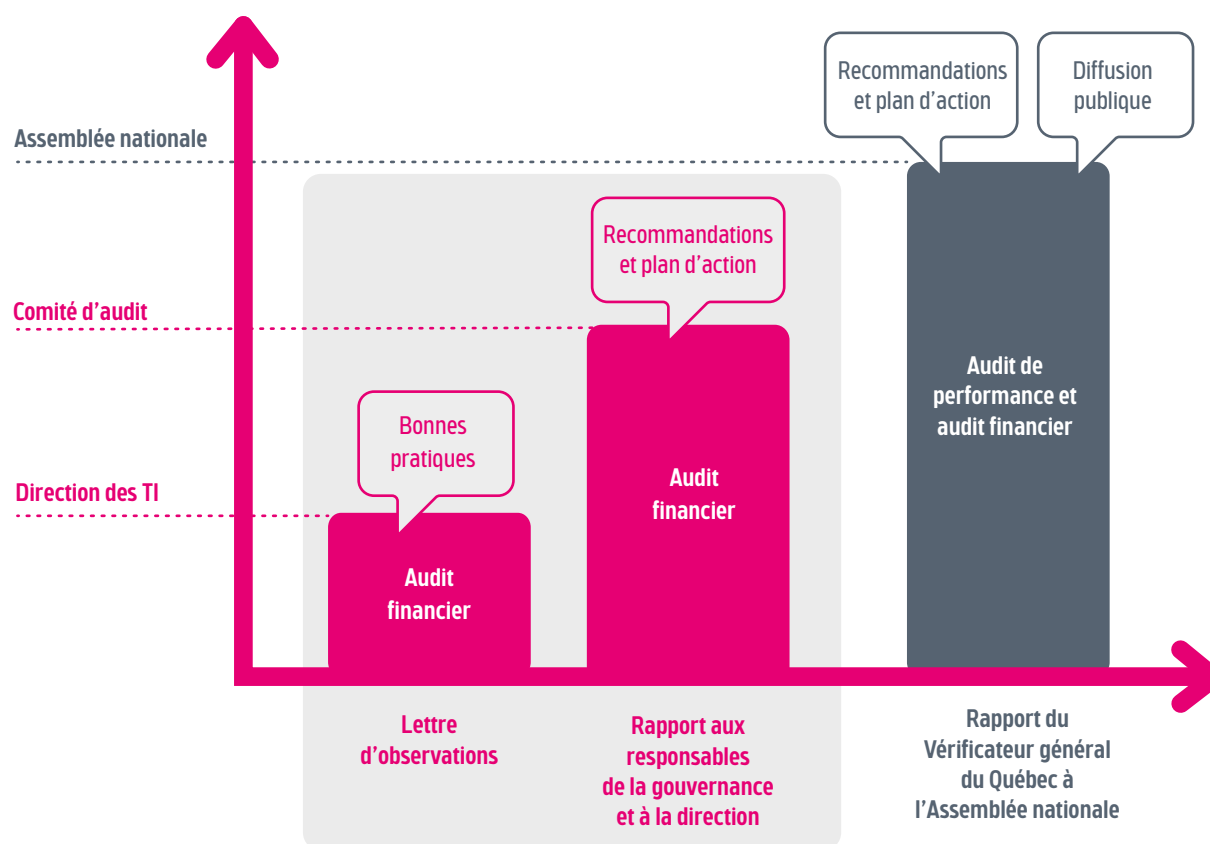 Recommandations
et plan d’action
Diffusion
publique
Assemblée nationale
Recommandations
et plan d’action
Comité d’audit
Audit de
performance et
audit financier
Bonnes
pratiques
Audit
financier
Direction des TI
Audit
financier
Lettre
d’observations
Rapport aux
responsables
de la gouvernance
et à la direction
Rapport du
Vérificateur général
du Québec à
l’Assemblée nationale